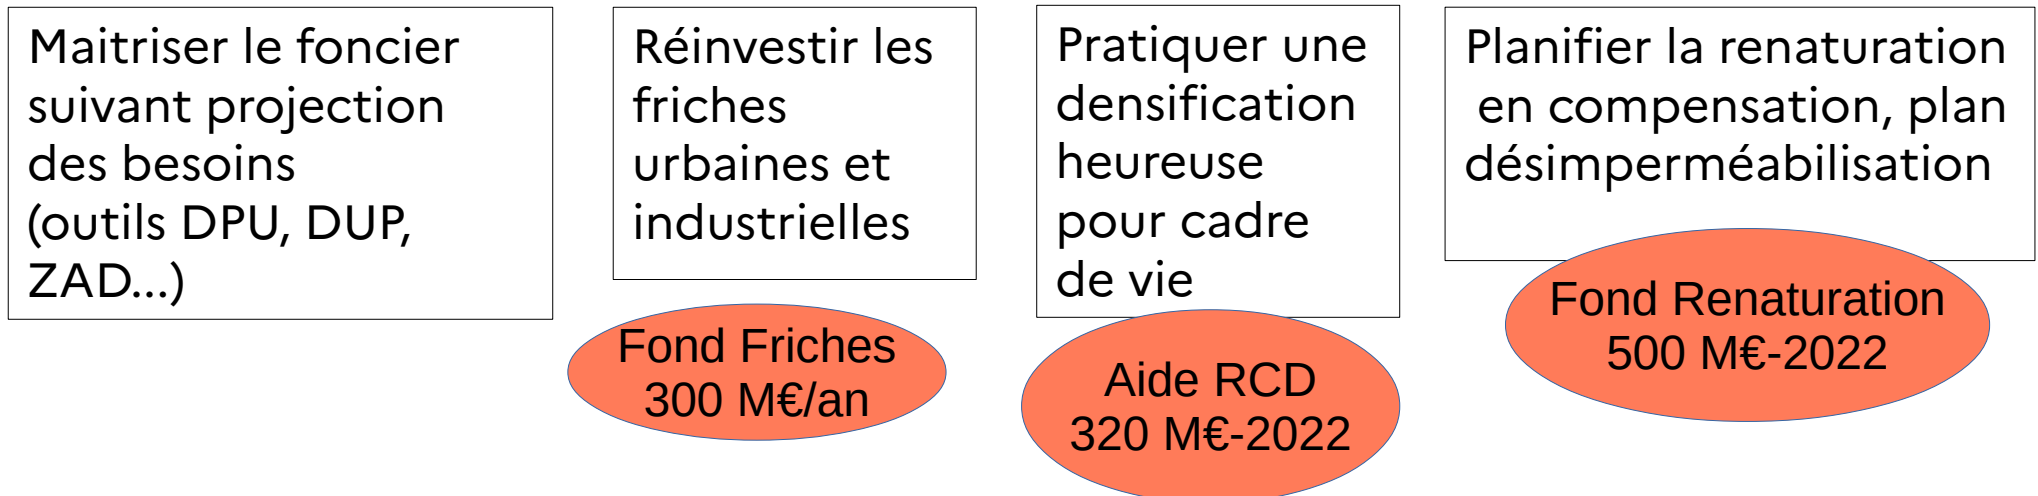 Maitriser le foncier
suivant projection
des besoins
(outils DPU, DUP,
ZAD...)
Réinvestir les
friches
urbaines et
industrielles
Fond Friches
300 M€/an
Pratiquer une
densification
heureuse
pour cadre
de vie
Aide RCD
320 M€-2022
Planifier la renaturation
en compensation, plan
désimperméabilisation
Fond Renaturation
500 M€-2022